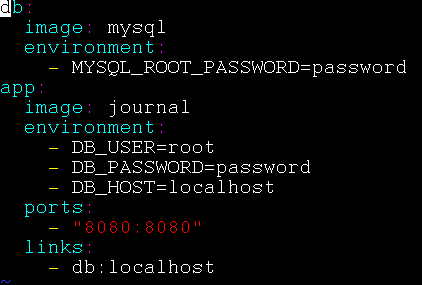 db:
  image: mysql
  environment:
    - MYSQL_ROOT_PASSWORD=password
app:
  image: journal
  environment:
    - DB_USER=root
    - DB_PASSWORD=password
    - DB_HOST=localhost
  ports:
    - "8080:8080"
  links:
    - db:localhost
~